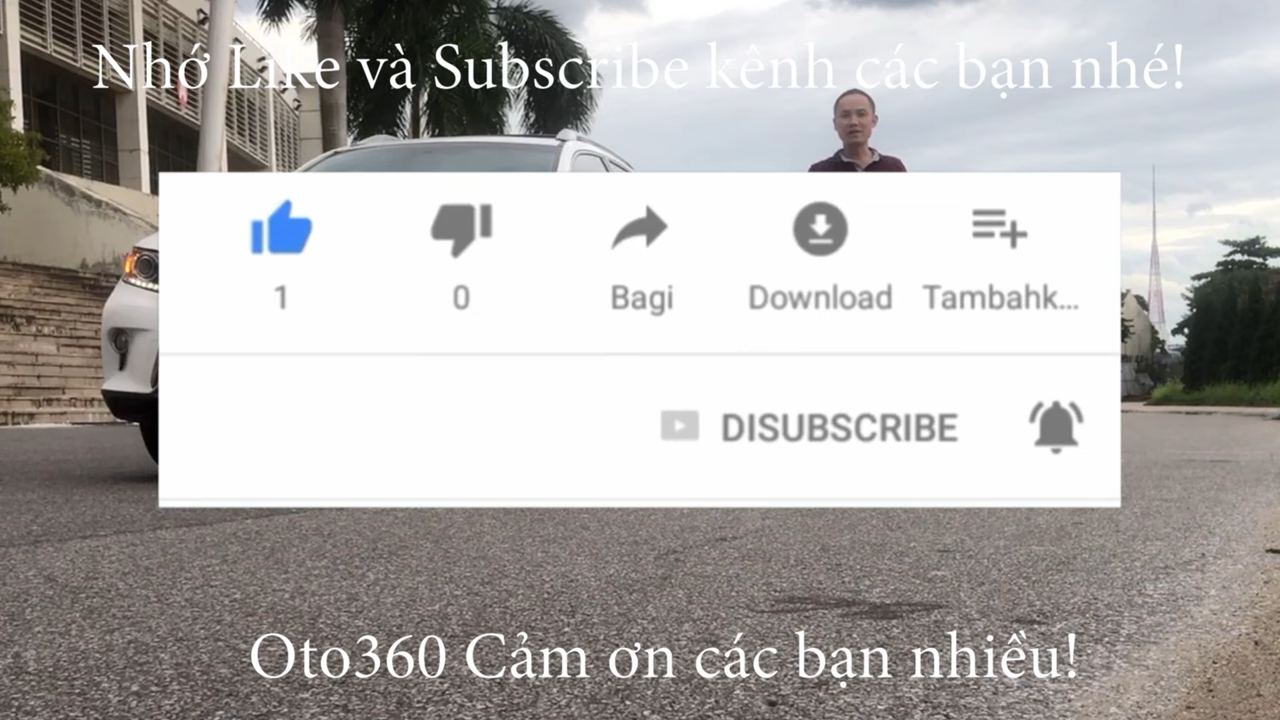 Nhớ Like và Subscribe kênh các bạn nhé!
1 0 Bagi Download Tambahk...
DISUBSCRIBE
Oto360 Cảm ơn các bạn nhiều!